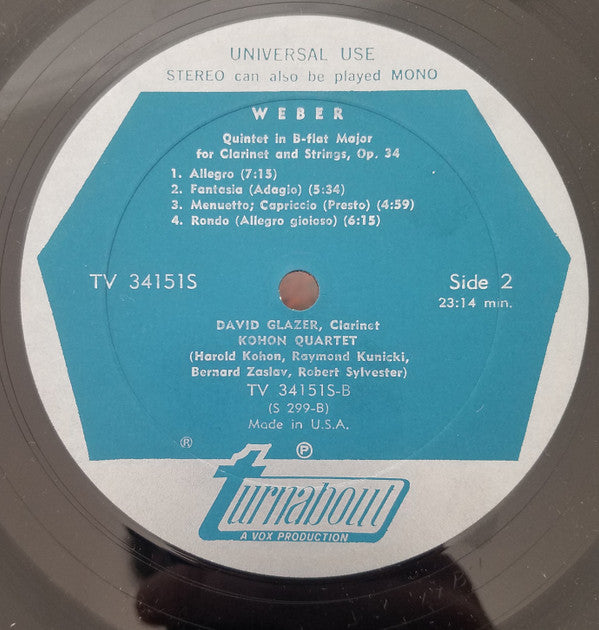 UNIVERSAL USE
STEREO can also be played MONO
WEBER
Quintet in B-flat Major
for Clarinet and Strings, Op. 34
1. Allegro (7:15)
2. Fantasia (Adagio) (5:34)
3. Menuetto; Capriccio (Presto) (4:59)
4. Rondo (Allegro gioioso) (6:15)
TV 34151S
Side 2
23:14 min.
DAVID GLAZER, Clarinet
KOHON QUARTET
(Harold Kohon, Raymond Kunicki,
Bernard Zaslav, Robert Sylvester)
TV 34151S-B
(S 299-B)
Made in U.S.A.
® ℗
turnabout
A VOX PRODUCTION